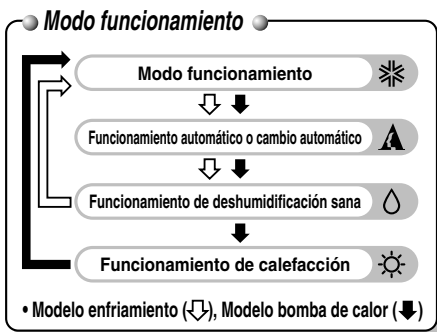 Modo funcionamiento
Modo funcionamiento
Funcionamiento automático o cambio automático
Funcionamiento de deshumidificación sana
Funcionamiento de calefacción
• Modelo enfriamiento (⇩), Modelo bomba de calor (⬇)